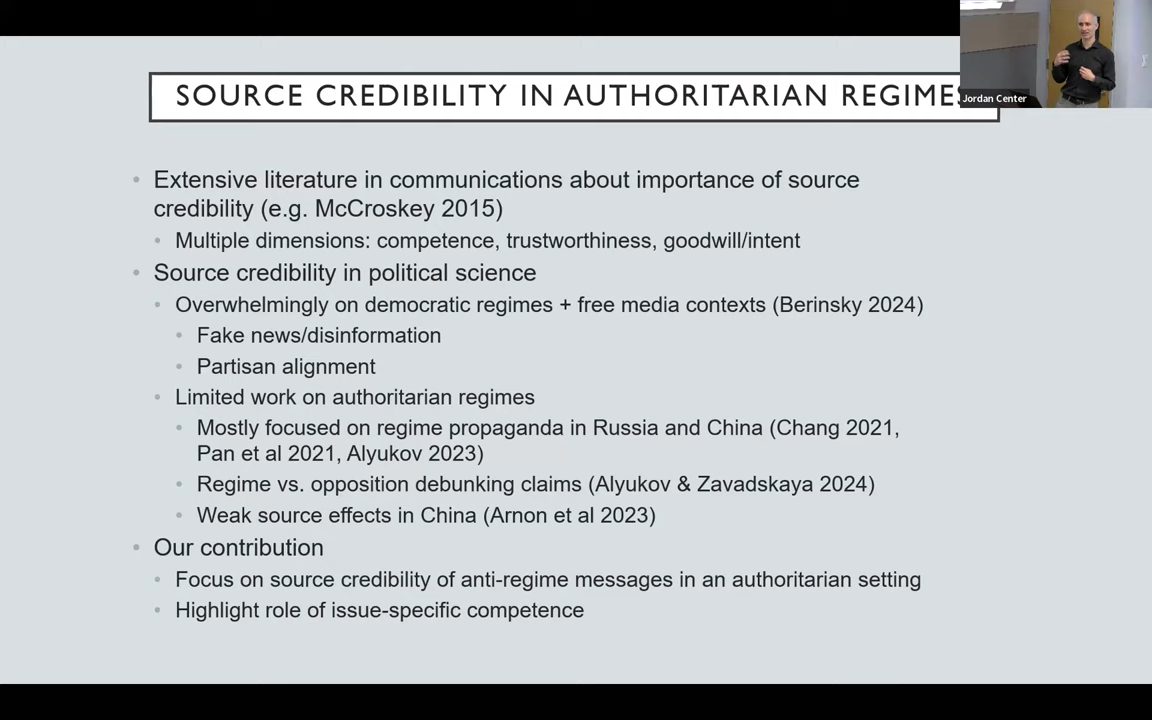 SOURCE CREDIBILITY IN AUTHORITARIAN REGIMES
Jordan Center
• Extensive literature in communications about importance of source
credibility (e.g. McCroskey 2015)
• Multiple dimensions: competence, trustworthiness, goodwill/intent
• Source credibility in political science
• Overwhelmingly on democratic regimes + free media contexts (Berinsky 2024)
• Fake news/disinformation
• Partisan alignment
• Limited work on authoritarian regimes
• Mostly focused on regime propaganda in Russia and China (Chang 2021,
Pan et al 2021, Alyukov 2023)
• Regime vs. opposition debunking claims (Alyukov & Zavadskaya 2024)
• Weak source effects in China (Arnon et al 2023)
• Our contribution
• Focus on source credibility of anti-regime messages in an authoritarian setting
• Highlight role of issue-specific competence